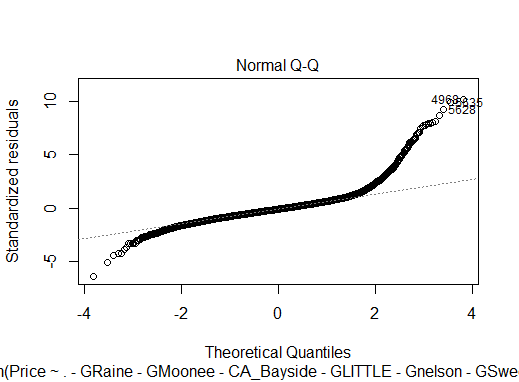 Normal Q-Q
Standardized residuals
10
5
0
-5
4968
5628
-4
-2
0
2
4
Theoretical Quantiles
n(Price ~ . - GRaine - GMoonee - CA_Bayside - GLITTLE - Gnelson - GSwe